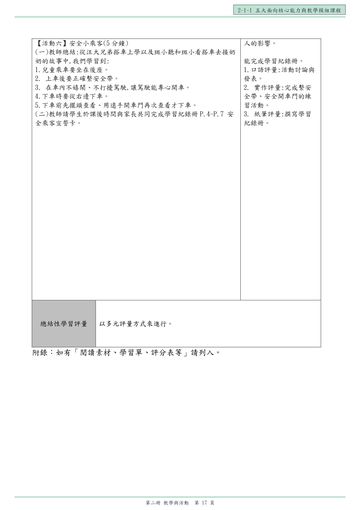 2-1-1 五大面向核心能力與教學模組課程
【活動六】安全小乘客(5分鐘)
(一)教師總結:從汪大兄弟搭車上學以及細小聽和細小看搭車去接奶
奶的故事中,我們學習到:
1.兒童乘車要坐在後座。
2. 上車後要正確繫安全帶。
3. 在車內不嬉鬧、不打擾駕駛,讓駕駛能專心開車。
4.下車時要從右邊下車。
5.下車前先擺頭查看、用遠手開車門再次查看才下車。
(二)教師請學生於課後時間與家長共同完成學習紀錄冊P.4-P.7 安
全乘客宣誓卡。
人的影響。
能完成學習紀錄冊。
1.口語評量:活動討論與
發表。
2. 實作評量:完成繫安
全帶、安全開車門的練
習活動。
3. 紙筆評量:撰寫學習
紀錄冊。
總結性學習評量
以多元評量方式來進行。
附錄:如有「閱讀素材、學習單、評分表等」請列入。
第二冊 教學與活動 第 17 頁